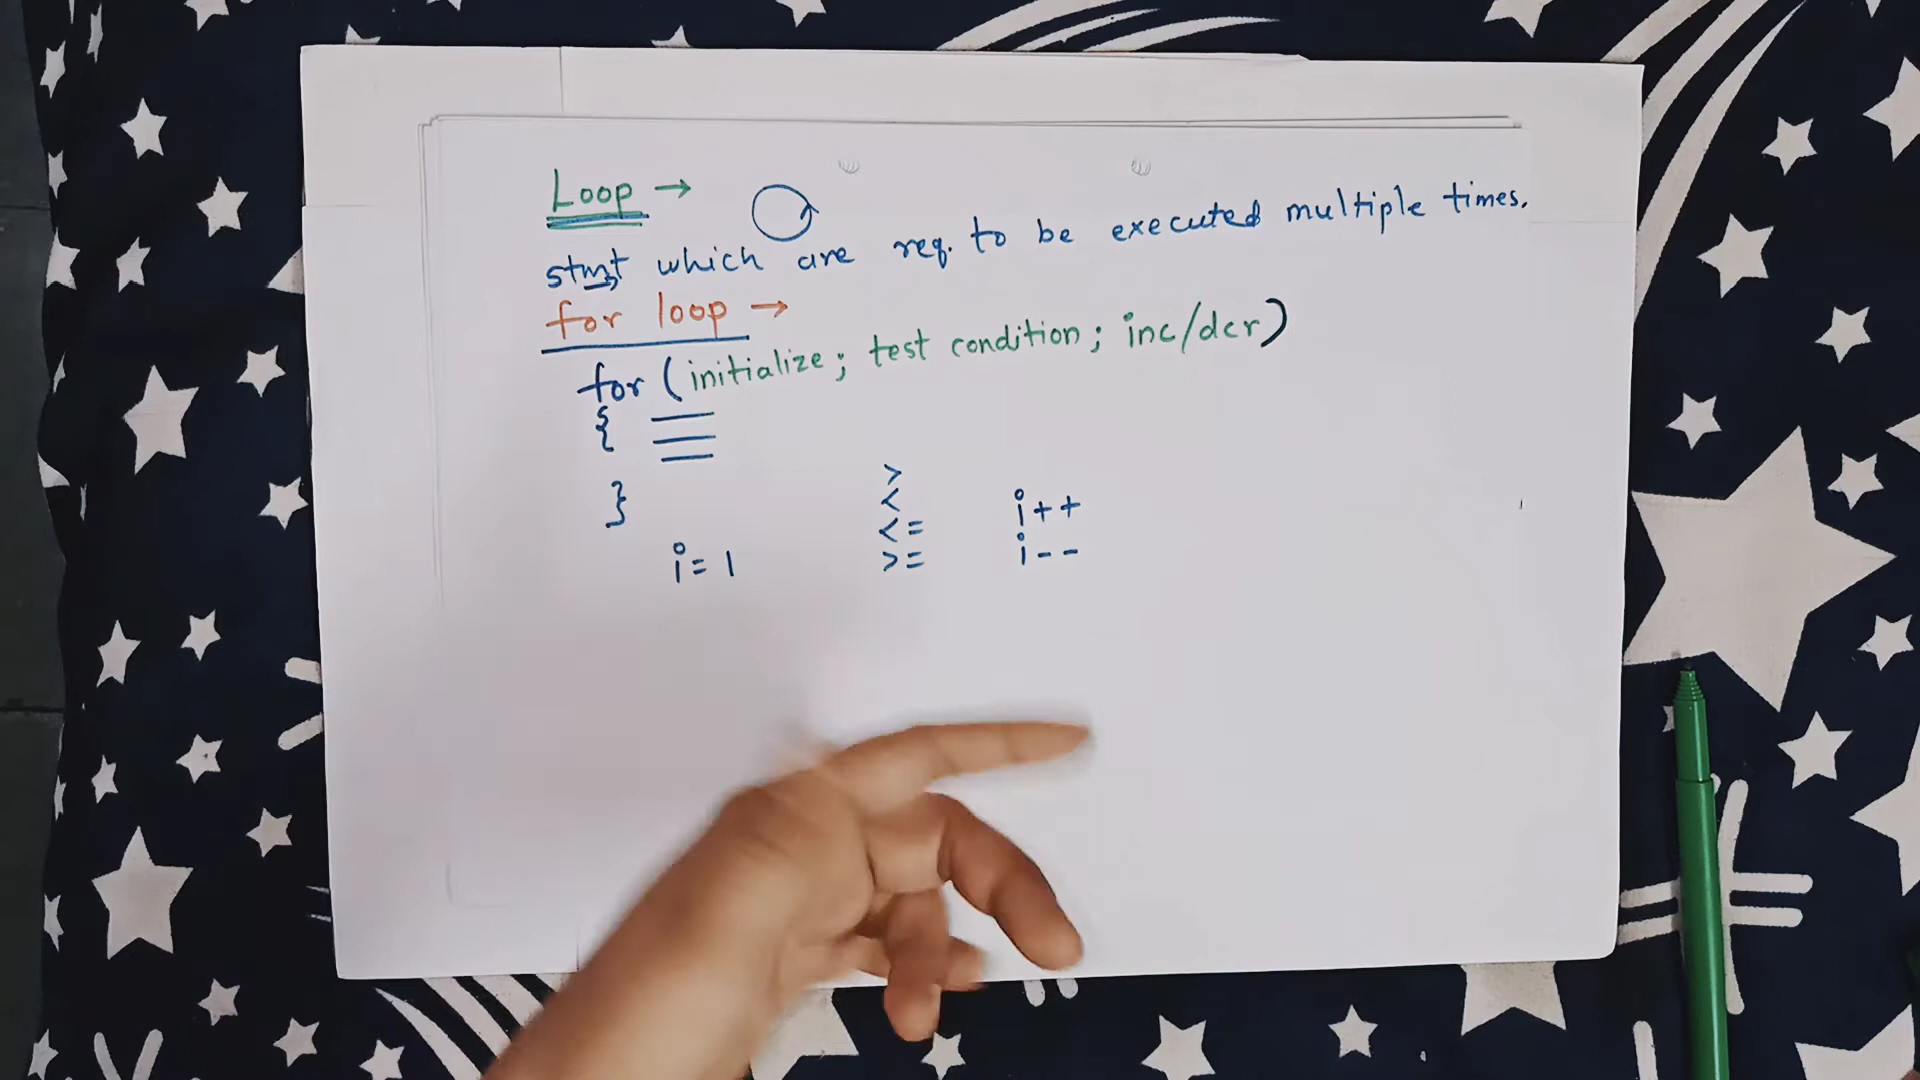 Loop →
stmt which are req. to be executed multiple times.
for loop →
for (initialize; test condition; inc/dcr)
{
}
i = 1
>
<
<=
>=
i++
i--